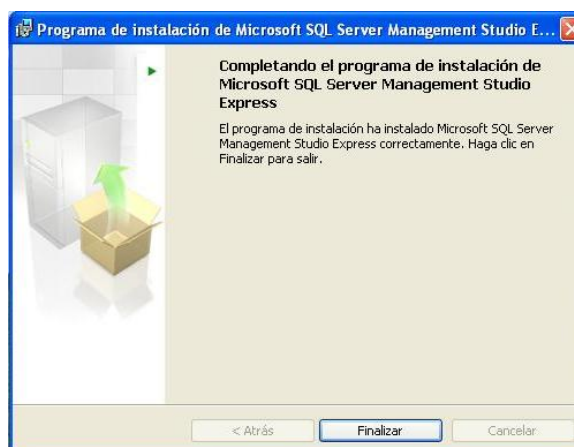 Programa de instalación de Microsoft SQL Server Management Studio E...
Completando el programa de instalación de
Microsoft SQL Server Management Studio
Express
El programa de instalación ha instalado Microsoft SQL Server
Management Studio Express correctamente. Haga clic en
Finalizar para salir.
< Atrás
Finalizar
Cancelar